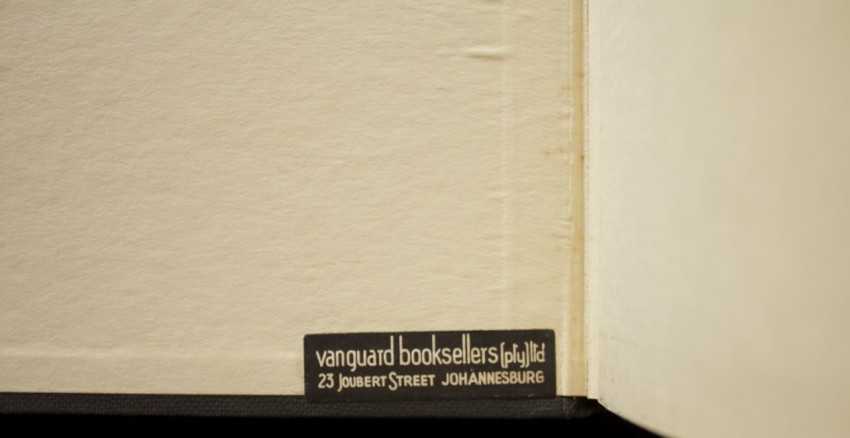 vanguard booksellers (pty) ltd
23 JOUBERT STREET JOHANNESBURG